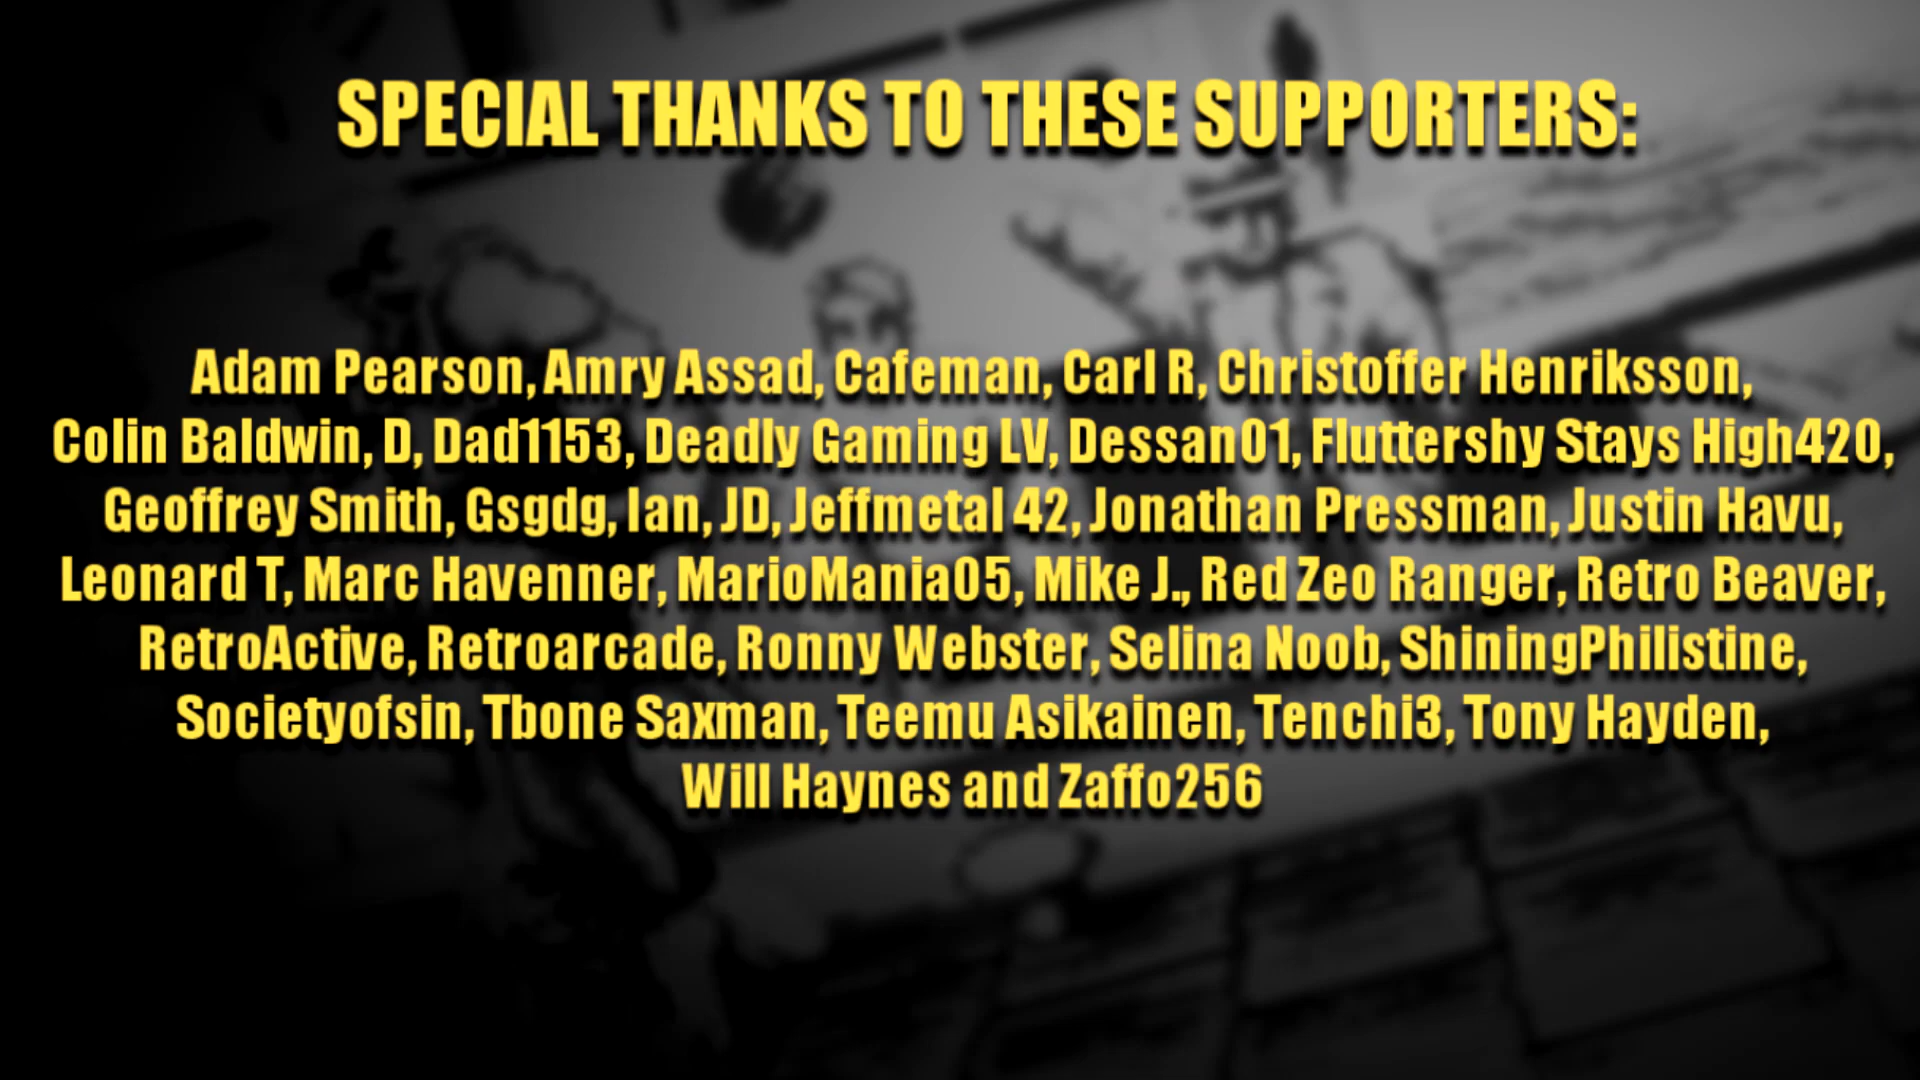 SPECIAL THANKS TO THESE SUPPORTERS:
Adam Pearson, Amry Assad, Cafeman, Carl R, Christoffer Henriksson,
Colin Baldwin, D, Dad1153, Deadly Gaming LV, Dessan01, Fluttershy Stays High420,
Geoffrey Smith, Gsgdg, Ian, JD, Jeffmetal 42, Jonathan Pressman, Justin Havu,
Leonard T, Marc Havenner, MarioMania05, Mike J., Red Zeo Ranger, Retro Beaver,
RetroActive, Retroarcade, Ronny Webster, Selina Noob, ShiningPhilistine,
Societyofsin, Tbone Saxman, Teemu Asikainen, Tenchi3, Tony Hayden,
Will Haynes and Zaffo256